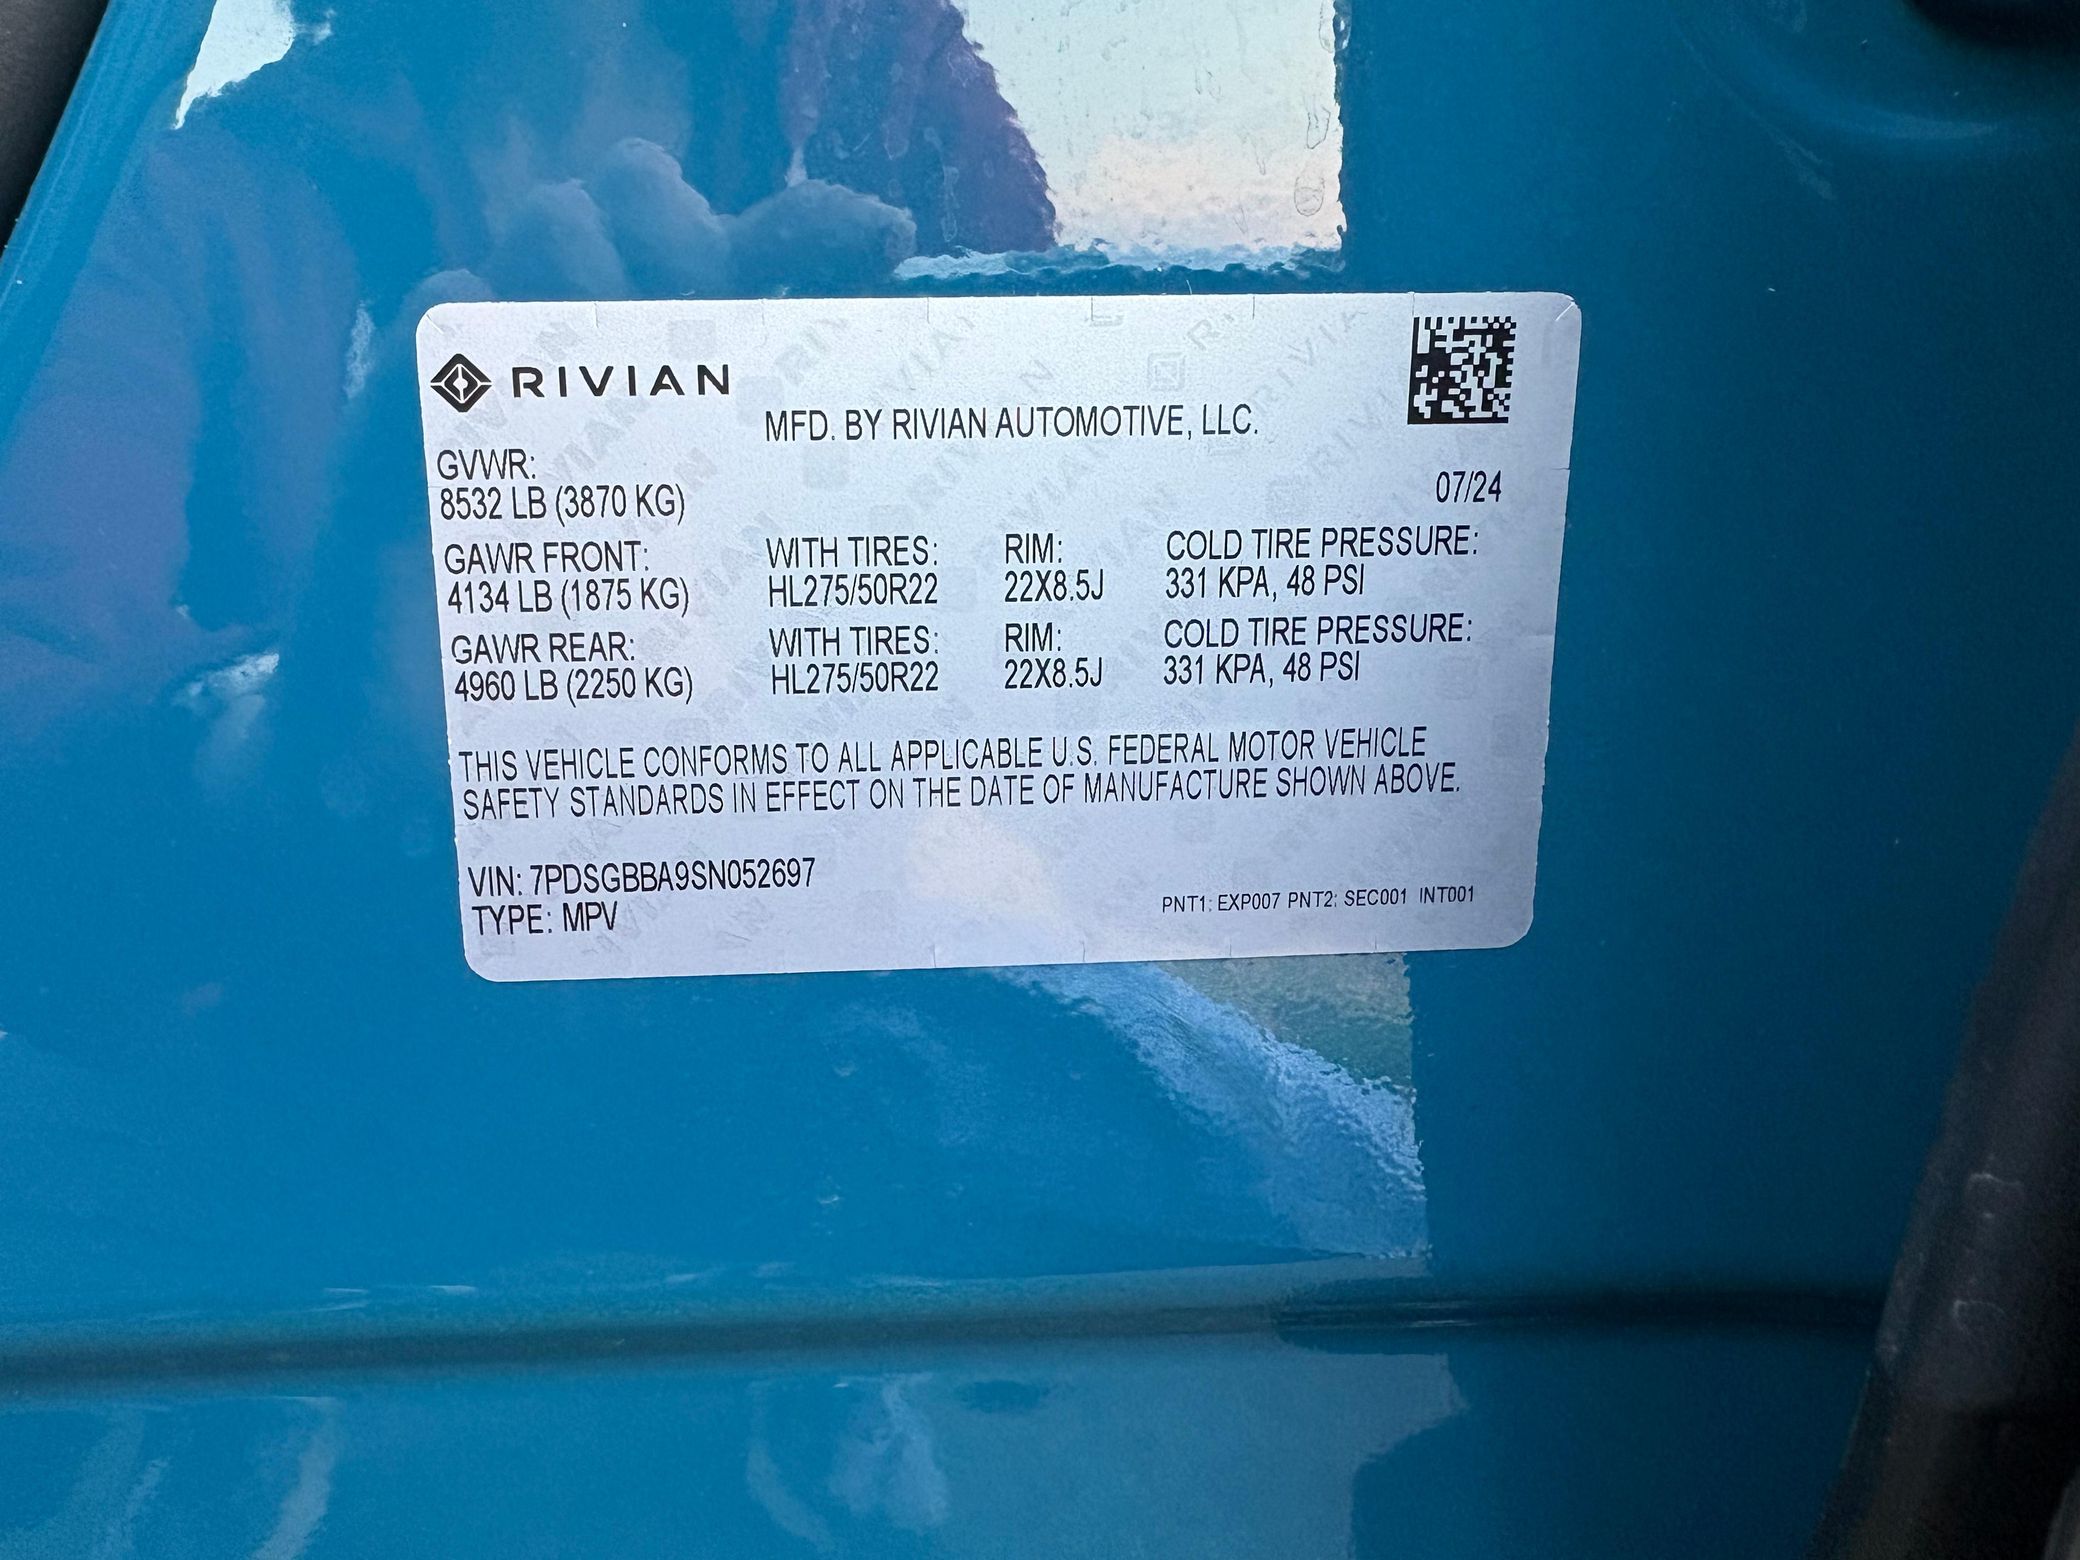 RIVIAN
MFD. BY RIVIAN AUTOMOTIVE, LLC.
GVWR:
8532 LB (3870 KG)
07/24
GAWR FRONT: WITH TIRES: RIM: COLD TIRE PRESSURE:
4134 LB (1875 KG) HL275/50R22 22X8.5J 331 KPA, 48 PSI
GAWR REAR: WITH TIRES: RIM: COLD TIRE PRESSURE:
4960 LB (2250 KG) HL275/50R22 22X8.5J 331 KPA, 48 PSI
THIS VEHICLE CONFORMS TO ALL APPLICABLE U.S. FEDERAL MOTOR VEHICLE
SAFETY STANDARDS IN EFFECT ON THE DATE OF MANUFACTURE SHOWN ABOVE.
VIN: 7PDSGBBA9SN052697
TYPE: MPV
PNT1: EXP007 PNT2: SEC001 INT001